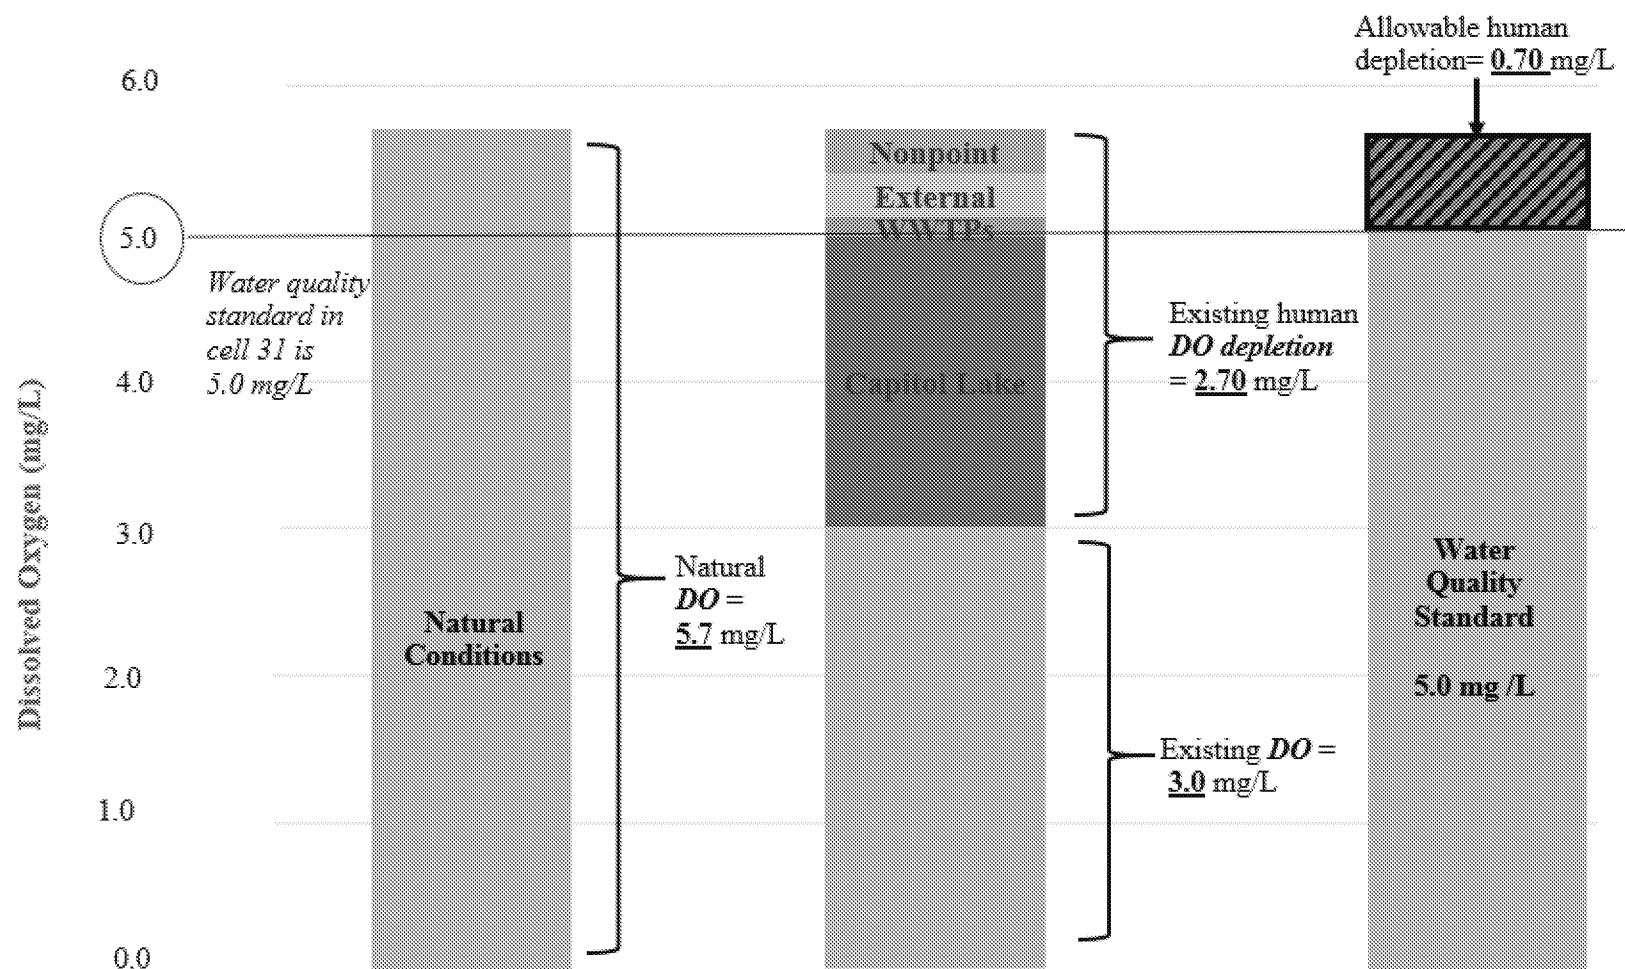 Allowable human
depletion= 0.70 mg/L
6.0
5.0
4.0
3.0
2.0
1.0
0.0
Dissolved Oxygen (mg/L)
Water quality
standard in
cell 31 is
5.0 mg/L
Natural
Conditions
Natural
DO =
5.7 mg/L
Nonpoint
External
WWTPs
Capitol Lake
Existing human
DO depletion
= 2.70 mg/L
Existing DO =
3.0 mg/L
Water
Quality
Standard
5.0 mg /L